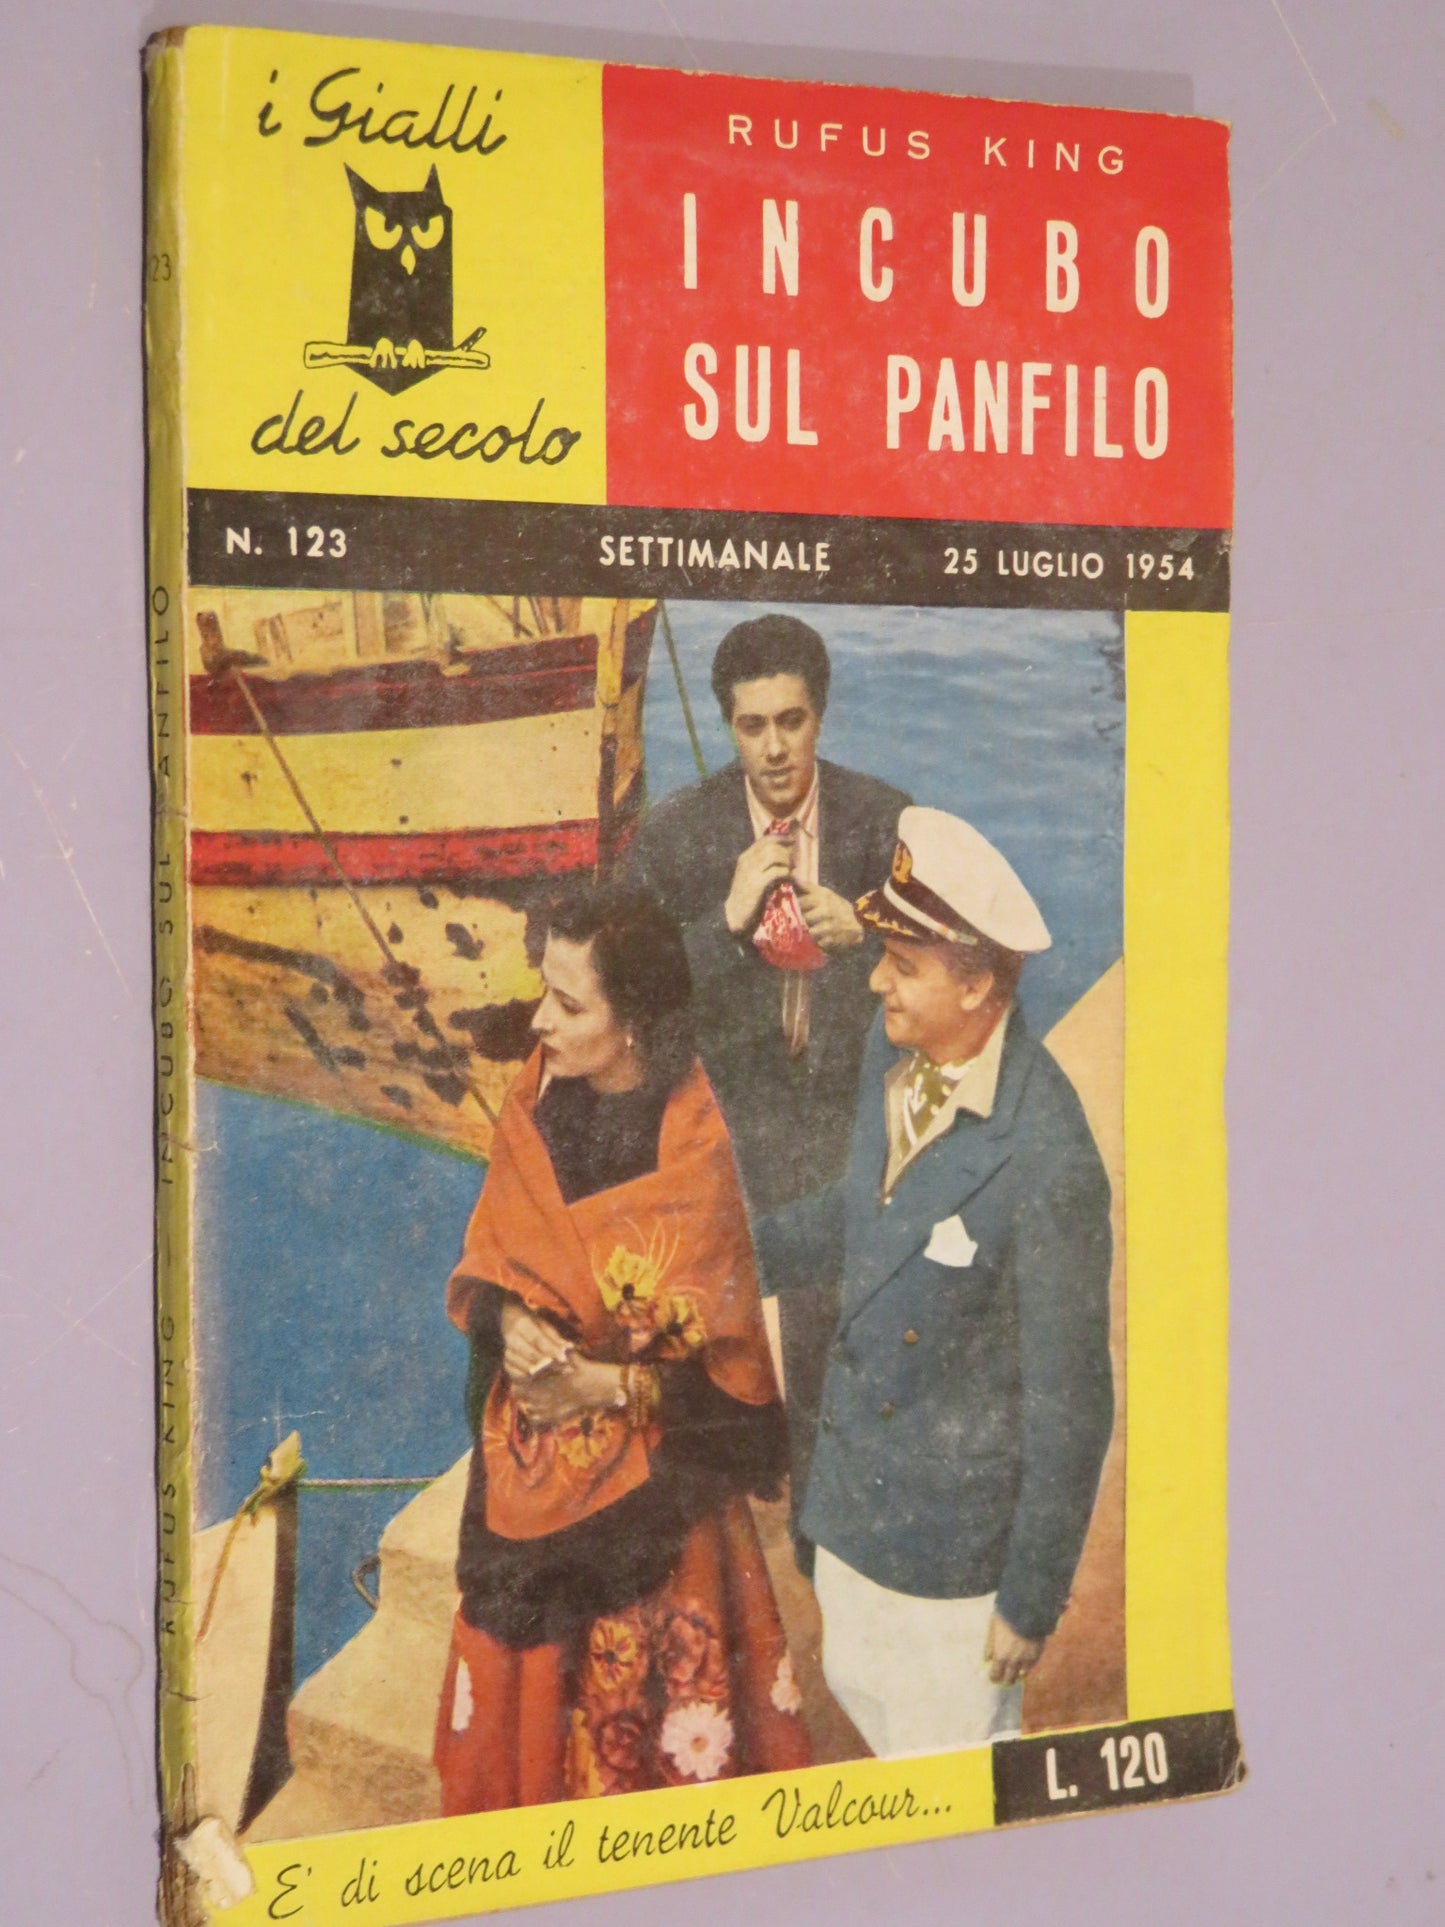 i Gialli
del secolo
RUFUS KING
INCUBO
SUL PANFILO
N. 123
SETTIMANALE
25 LUGLIO 1954
L. 120
E' di scena il tenente Valcour...
RUFUS KING — INCUBO SUL PANFILO
123